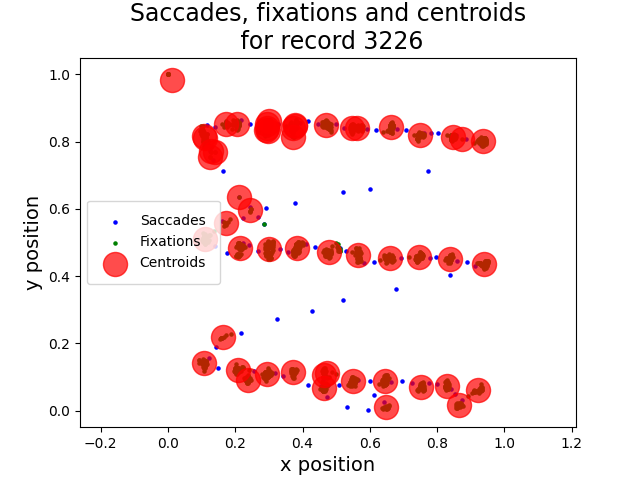 Saccades, fixations and centroids
for record 3226
1.0
0.8
0.6
0.4
0.2
0.0
y position
Saccades
Fixations
Centroids
−0.2
0.0
0.2
0.4
0.6
0.8
1.0
1.2
x position